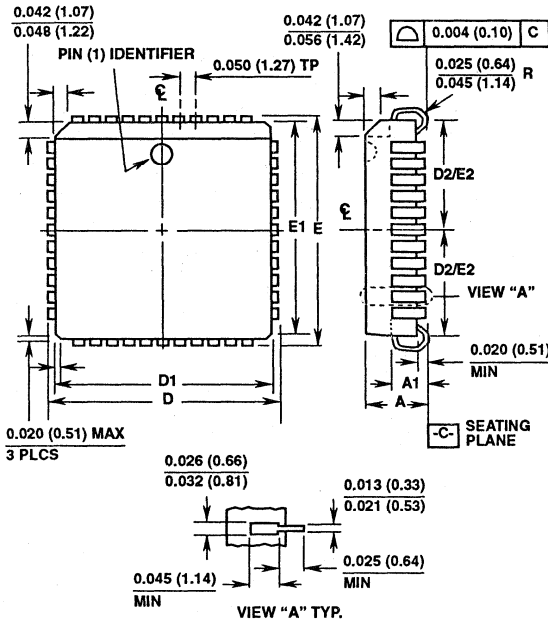 0.042 (1.07)
0.048 (1.22)
PIN (1) IDENTIFIER
0.050 (1.27) TP
℄
0.042 (1.07)
0.056 (1.42)
⌓ 0.004 (0.10) C
0.025 (0.64)
0.045 (1.14) R
D2/E2
℄
E1 E
D2/E2
VIEW "A"
0.020 (0.51)
MIN
A1
A
D1
D
-C- SEATING
PLANE
0.020 (0.51) MAX
3 PLCS
0.026 (0.66)
0.032 (0.81)
0.013 (0.33)
0.021 (0.53)
0.045 (1.14)
MIN
0.025 (0.64)
MIN
VIEW "A" TYP.